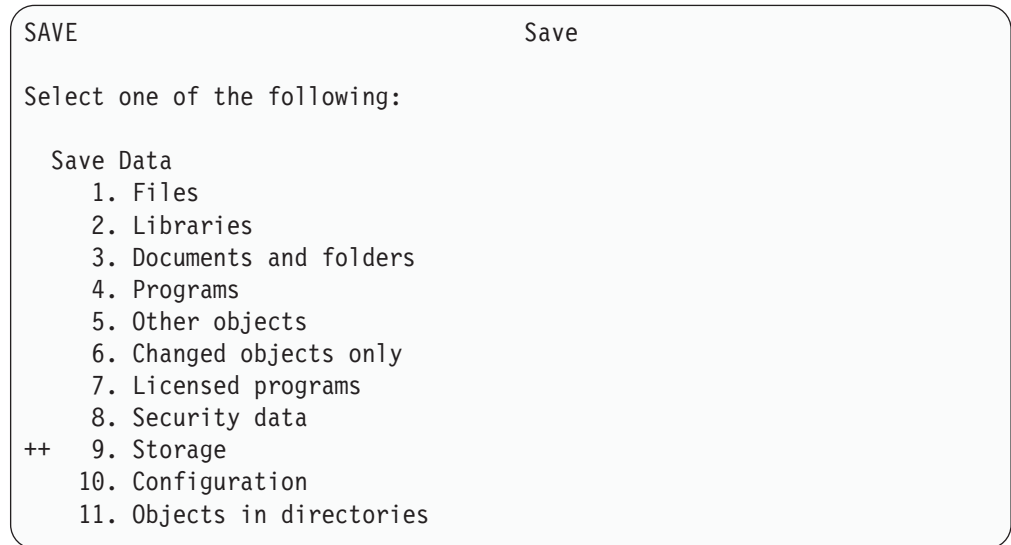 SAVE Save
Select one of the following:
Save Data
1. Files
2. Libraries
3. Documents and folders
4. Programs
5. Other objects
6. Changed objects only
7. Licensed programs
8. Security data
++ 9. Storage
10. Configuration
11. Objects in directories